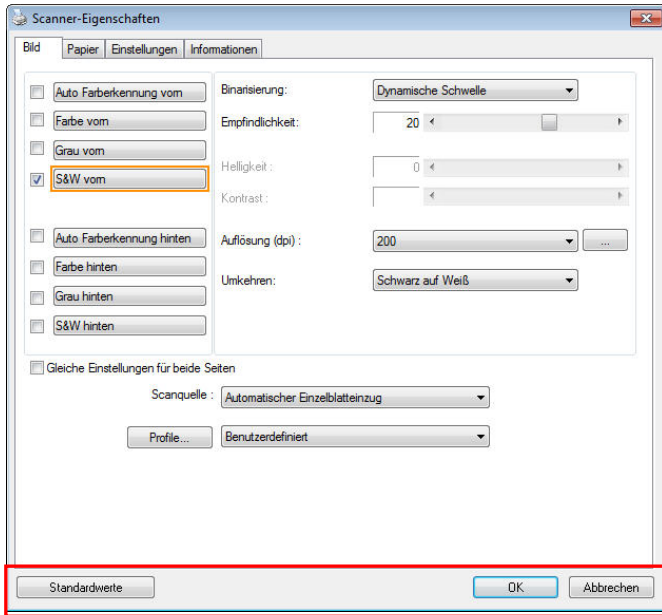 Scanner-Eigenschaften
Bild Papier Einstellungen Informationen
Auto Farberkennung vorn
Farbe vorn
Grau vorn
S&W vorn
Auto Farberkennung hinten
Farbe hinten
Grau hinten
S&W hinten
Binarisierung: Dynamische Schwelle
Empfindlichkeit: 20
Helligkeit : 0
Kontrast :
Auflösung (dpi) : 200 ...
Umkehren: Schwarz auf Weiß
Gleiche Einstellungen für beide Seiten
Scanquelle : Automatischer Einzelblatteinzug
Profile... Benutzerdefiniert
Standardwerte OK Abbrechen